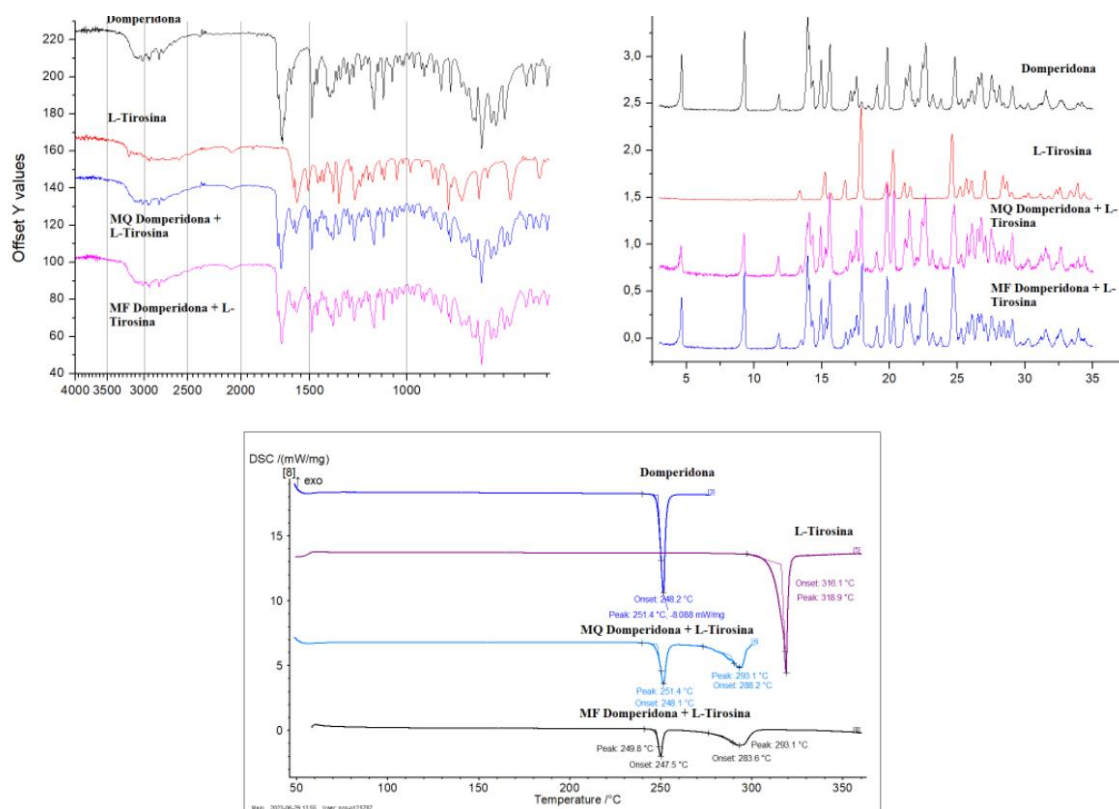 Domperidona
220
200
180
L-Tirosina
160
140
MQ Domperidona +
L-Tirosina
120
100
80
MF Domperidona + L-
Tirosina
60
40
Offset Y values
4000 3500 3000 2500 2000 1500 1000
3,0
Domperidona
2,5
2,0
L-Tirosina
1,5
MQ Domperidona + L-
Tirosina
1,0
MF Domperidona + L-
Tirosina
0,5
0,0
5 10 15 20 25 30 35
DSC /(mW/mg)
[8]
exo
Domperidona
15
L-Tirosina
Onset: 316.1 °C
Peak: 318.9 °C
10
Onset: 248.2 °C
Peak: 251.4 °C, -8.088 mW/mg
MQ Domperidona + L-Tirosina
5
Peak: 251.4 °C
Onset: 248.1 °C
Peak: 293.1 °C
Onset: 288.2 °C
MF Domperidona + L-Tirosina
0
Peak: 249.8 °C
Onset: 247.5 °C
Peak: 293.1 °C
Onset: 283.6 °C
50 100 150 200 250 300 350
Temperature /°C